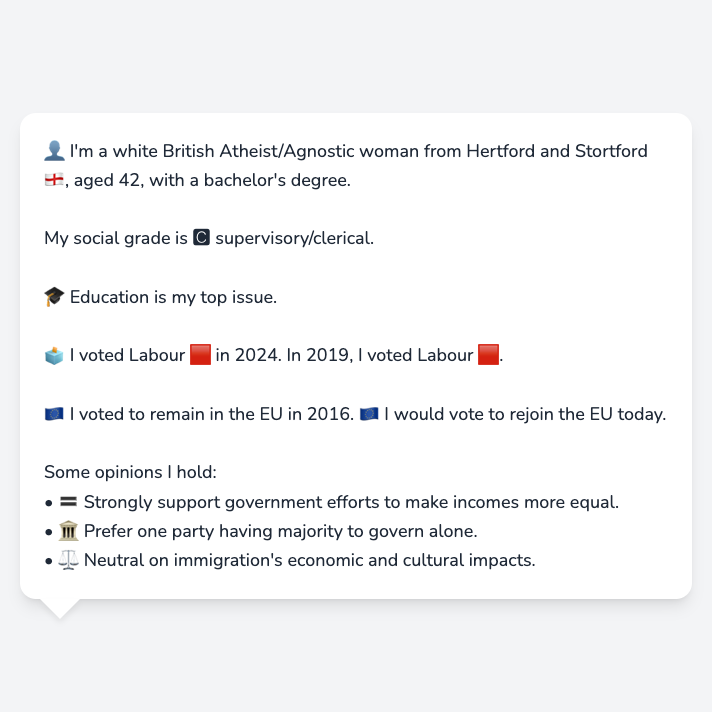 👤 I'm a white British Atheist/Agnostic woman from Hertford and Stortford
🏴󠁧󠁢󠁥󠁮󠁧󠁿, aged 42, with a bachelor's degree.
My social grade is 🅲 supervisory/clerical.
🎓 Education is my top issue.
🗳️ I voted Labour 🟥 in 2024. In 2019, I voted Labour 🟥.
🇪🇺 I voted to remain in the EU in 2016. 🇪🇺 I would vote to rejoin the EU today.
Some opinions I hold:
• 🟰 Strongly support government efforts to make incomes more equal.
• 🏛️ Prefer one party having majority to govern alone.
• ⚖️ Neutral on immigration's economic and cultural impacts.